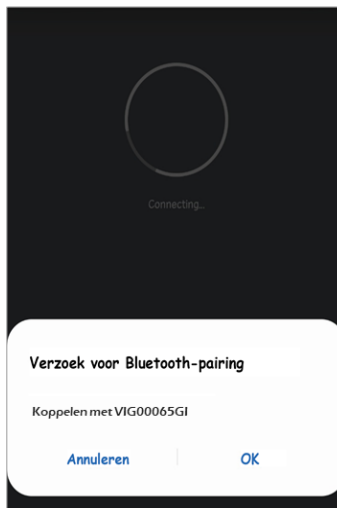 Connecting...
Verzoek voor Bluetooth-pairing
Koppelen met VIG00065GI
Annuleren OK